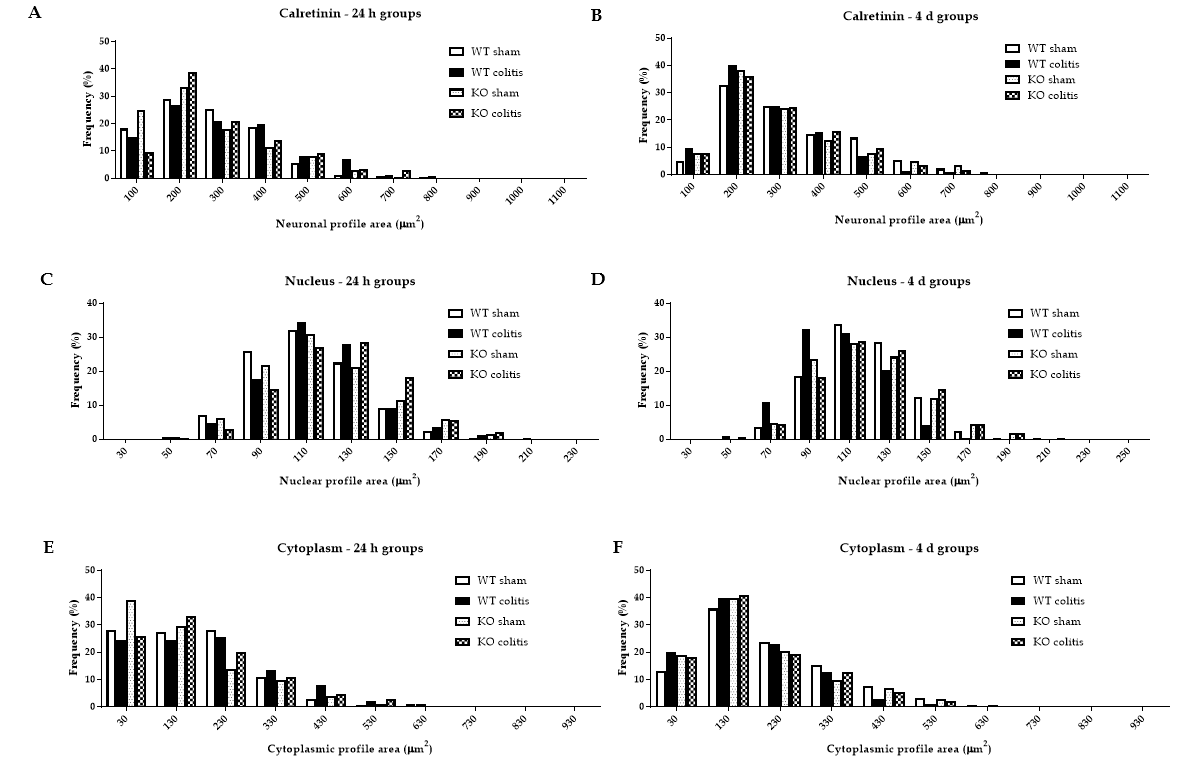 A
Calretinin - 24 h groups
50
40
30
20
10
0
Frequency (%)
WT sham
WT colitis
KO sham
KO colitis
100 200 300 400 500 600 700 800 900 1000 1100
Neuronal profile area (μm²)
B
Calretinin - 4 d groups
50
40
30
20
10
0
Frequency (%)
WT sham
WT colitis
KO sham
KO colitis
100 200 300 400 500 600 700 800 900 1000 1100
Neuronal profile area (μm²)
C
Nucleus - 24 h groups
40
30
20
10
0
Frequency (%)
WT sham
WT colitis
KO sham
KO colitis
30 50 70 90 110 130 150 170 190 210 230
Nuclear profile area (μm²)
D
Nucleus - 4 d groups
40
30
20
10
0
Frequency (%)
WT sham
WT colitis
KO sham
KO colitis
30 50 70 90 110 130 150 170 190 210 230 250
Nuclear profile area (μm²)
E
Cytoplasm - 24 h groups
50
40
30
20
10
0
Frequency (%)
WT sham
WT colitis
KO sham
KO colitis
30 130 230 330 430 530 630 730 830 930
Cytoplasmic profile area (μm²)
F
Cytoplasm - 4 d groups
50
40
30
20
10
0
Frequency (%)
WT sham
WT colitis
KO sham
KO colitis
30 130 230 330 430 530 630 730 830 930
Cytoplasmic profile area (μm²)